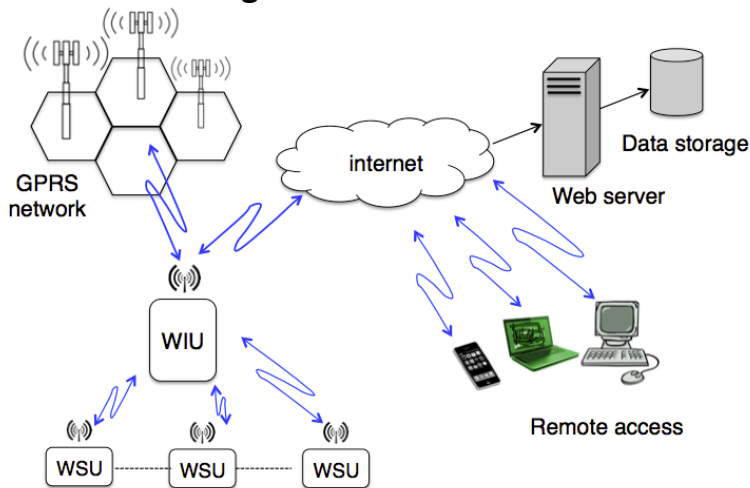 GPRS
network
internet
Data storage
Web server
WIU
Remote access
WSU
WSU
WSU